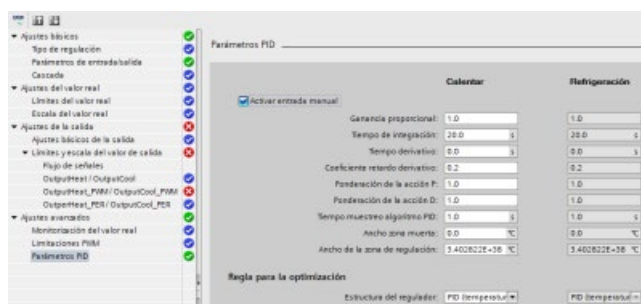 Ajustes básicos
Tipo de regulación
Parámetros de entrada/salida
Cascada
Ajustes del valor real
Límites del valor real
Escala del valor real
Ajustes de la salida
Ajustes básicos de la salida
Límites y escala del valor de salida
Flujo de señales
OutputHeat / OutputCool
OutputHeat_PWM / OutputCool_PWM
OutputHeat_PER / OutputCool_PER
Ajustes avanzados
Monitorización del valor real
Limitaciones PWM
Parámetros PID
Parámetros PID
Calentar Refrigeración
Activar entrada manual
Ganancia proporcional: 1.0 1.0
Tiempo de integración: 20.0 s 20.0 s
Tiempo derivativo: 0.0 s 0.0 s
Coeficiente retardo derivativo: 0.2 0.2
Ponderación de la acción P: 1.0 1.0
Ponderación de la acción D: 1.0 1.0
Tiempo muestreo algoritmo PID: 1.0 s 1.0 s
Ancho zona muerta: 0.0 °C 0.0 °C
Ancho de la zona de regulación: 3.402822E+38 °C 3.402822E+38 °C
Regla para la optimización
Estructura del regulador: PID (temperatur PID (temperatur